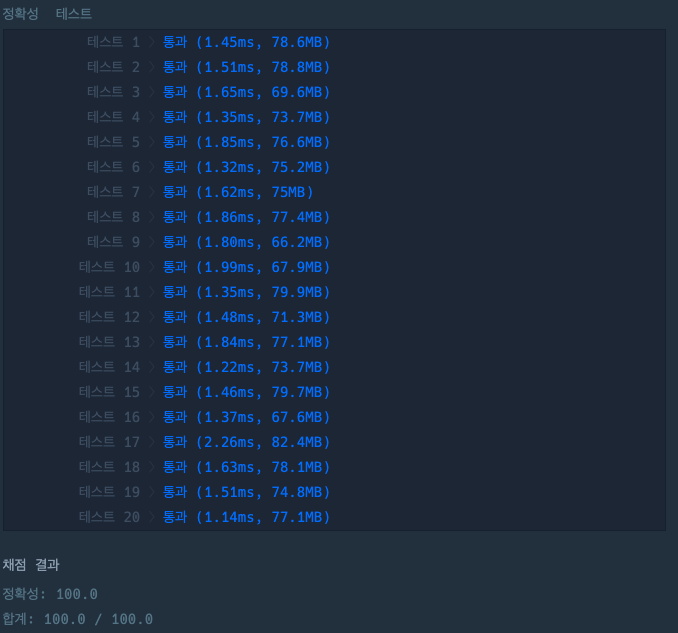 정확성  테스트
테스트 1 〉 통과 (1.45ms, 78.6MB)
테스트 2 〉 통과 (1.51ms, 78.8MB)
테스트 3 〉 통과 (1.65ms, 69.6MB)
테스트 4 〉 통과 (1.35ms, 73.7MB)
테스트 5 〉 통과 (1.85ms, 76.6MB)
테스트 6 〉 통과 (1.32ms, 75.2MB)
테스트 7 〉 통과 (1.62ms, 75MB)
테스트 8 〉 통과 (1.86ms, 77.4MB)
테스트 9 〉 통과 (1.80ms, 66.2MB)
테스트 10 〉 통과 (1.99ms, 67.9MB)
테스트 11 〉 통과 (1.35ms, 79.9MB)
테스트 12 〉 통과 (1.48ms, 71.3MB)
테스트 13 〉 통과 (1.84ms, 77.1MB)
테스트 14 〉 통과 (1.22ms, 73.7MB)
테스트 15 〉 통과 (1.46ms, 79.7MB)
테스트 16 〉 통과 (1.37ms, 67.6MB)
테스트 17 〉 통과 (2.26ms, 82.4MB)
테스트 18 〉 통과 (1.63ms, 78.1MB)
테스트 19 〉 통과 (1.51ms, 74.8MB)
테스트 20 〉 통과 (1.14ms, 77.1MB)
채점 결과
정확성: 100.0
합계: 100.0 / 100.0